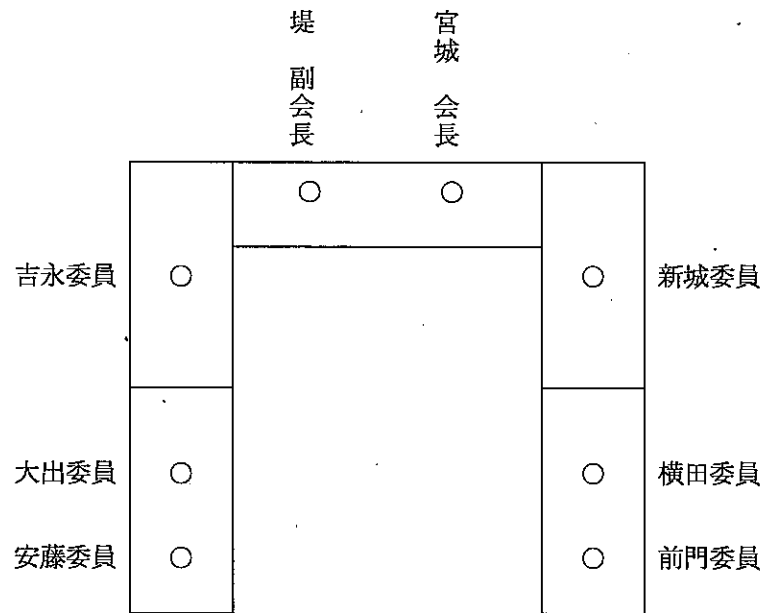 堤 副会長
宮城 会長
吉永委員
新城委員
大出委員
横田委員
安藤委員
前門委員